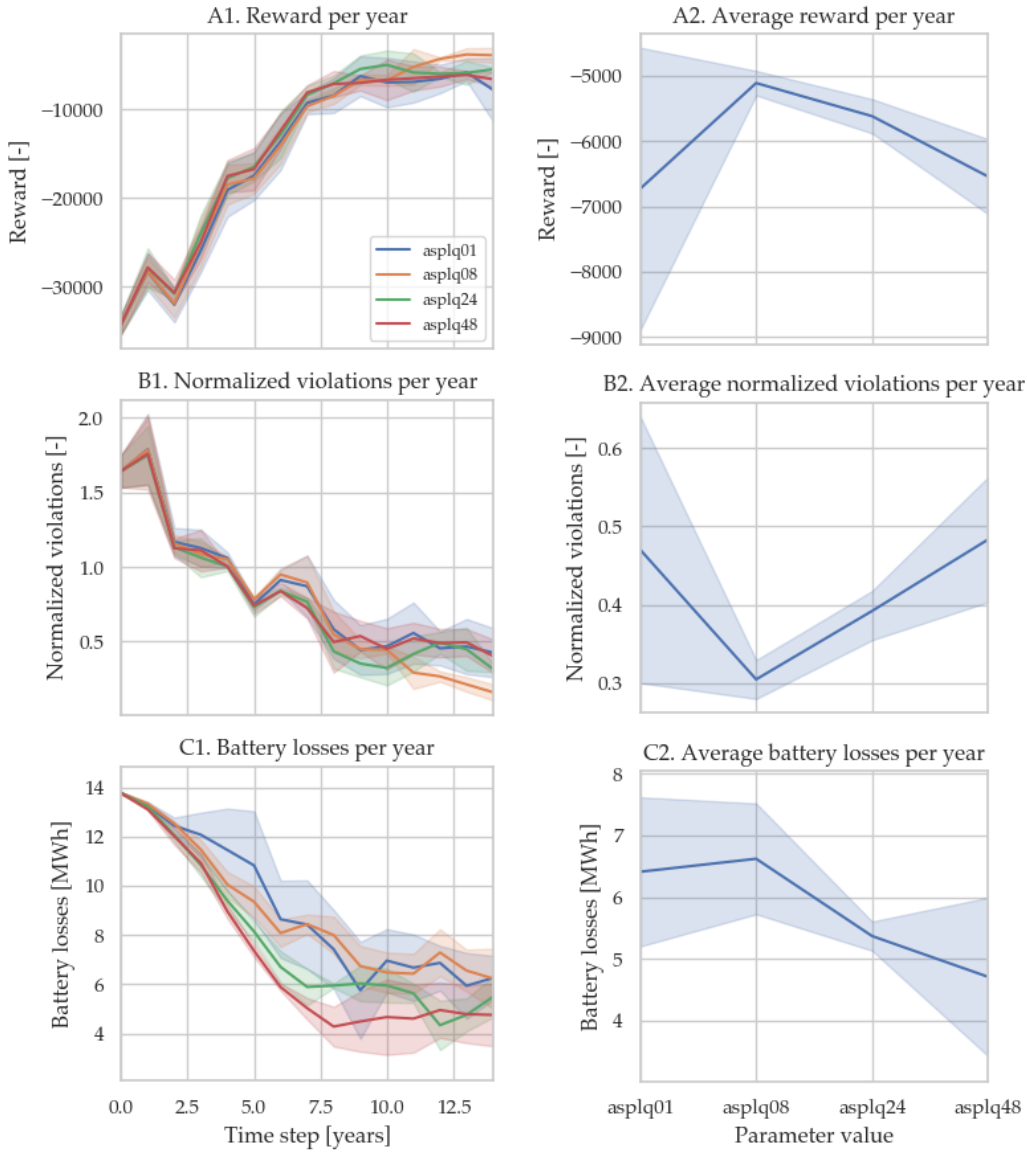 A1. Reward per year
Reward [-]
−10000
−20000
−30000
asplq01
asplq08
asplq24
asplq48
A2. Average reward per year
Reward [-]
−5000
−6000
−7000
−8000
−9000
B1. Normalized violations per year
Normalized violations [-]
2.0
1.5
1.0
0.5
B2. Average normalized violations per year
Normalized violations [-]
0.6
0.5
0.4
0.3
C1. Battery losses per year
Battery losses [MWh]
14
12
10
8
6
4
0.0 2.5 5.0 7.5 10.0 12.5
Time step [years]
C2. Average battery losses per year
Battery losses [MWh]
8
7
6
5
4
asplq01 asplq08 asplq24 asplq48
Parameter value